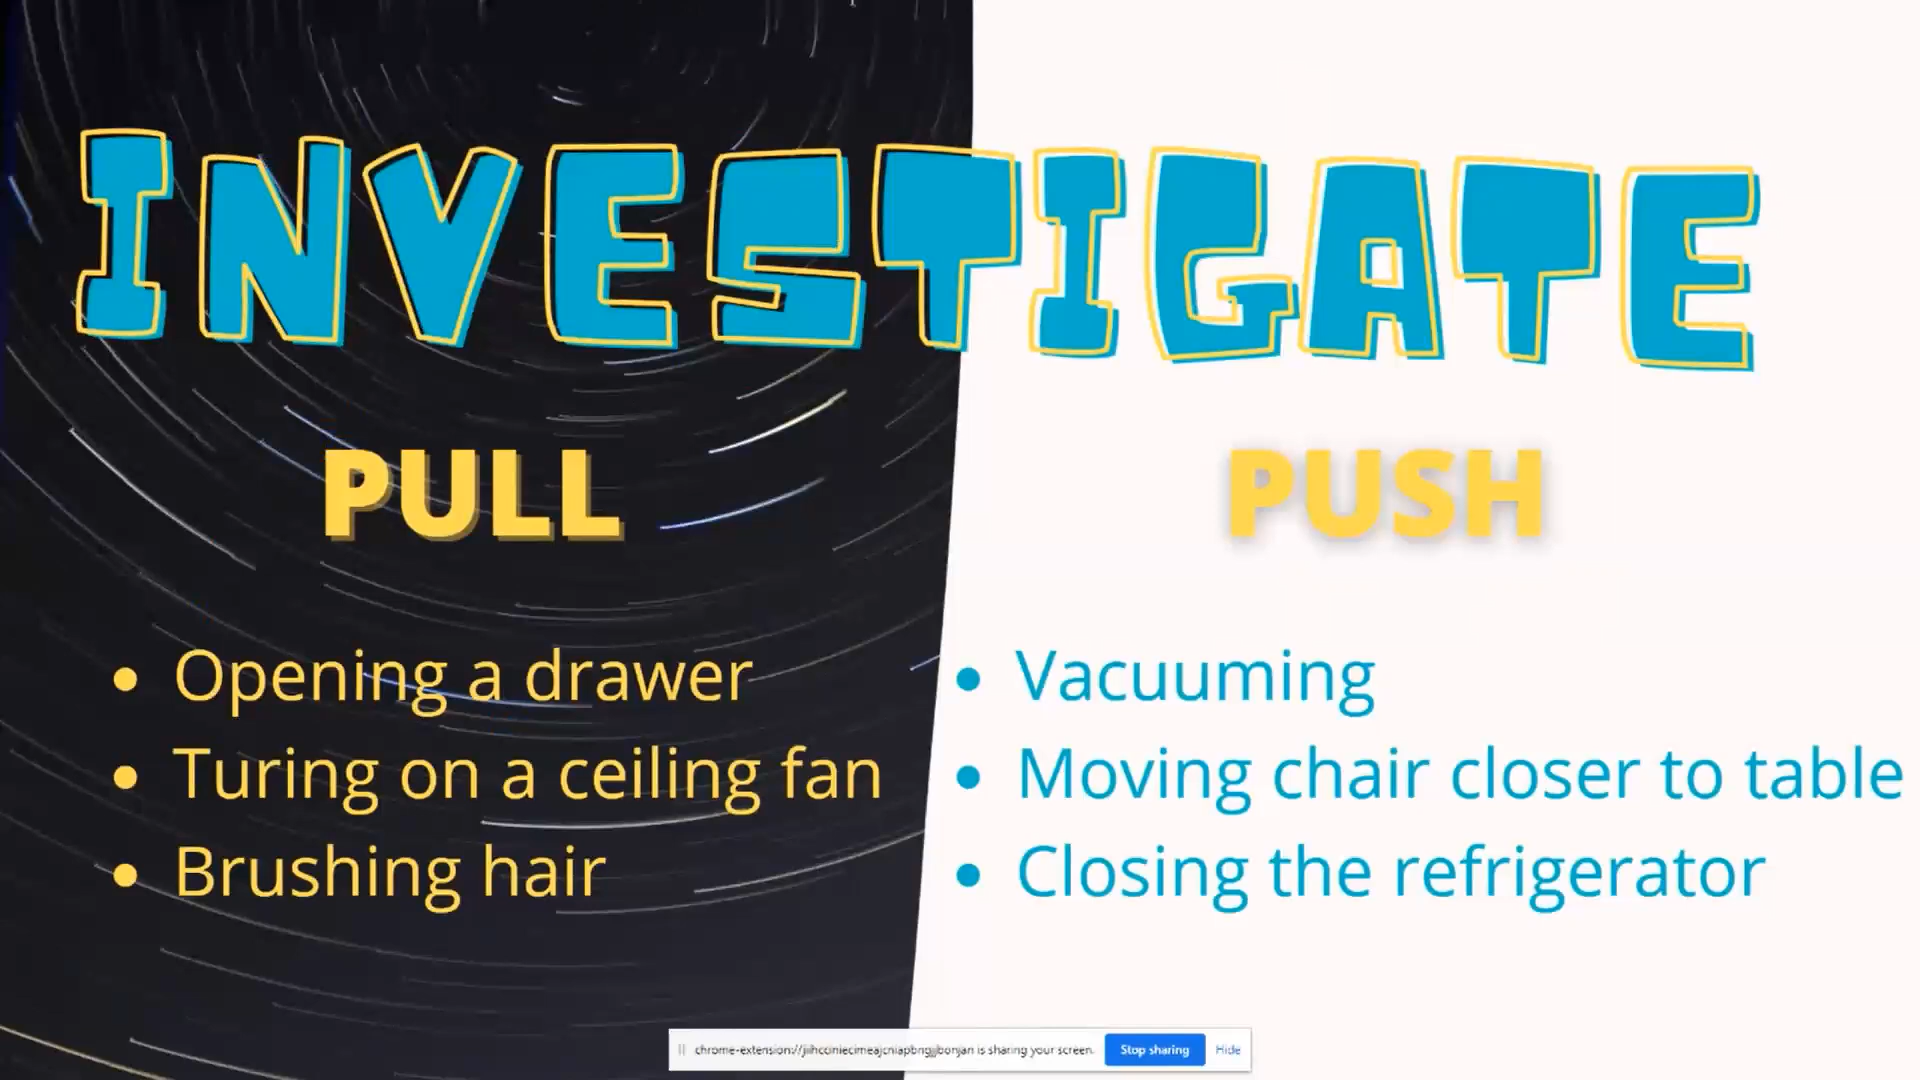 INVESTIGATE
PULL
Opening a drawer
Turing on a ceiling fan
Brushing hair
PUSH
Vacuuming
Moving chair closer to table
Closing the refrigerator
is sharing your screen.
Stop sharing
Hide